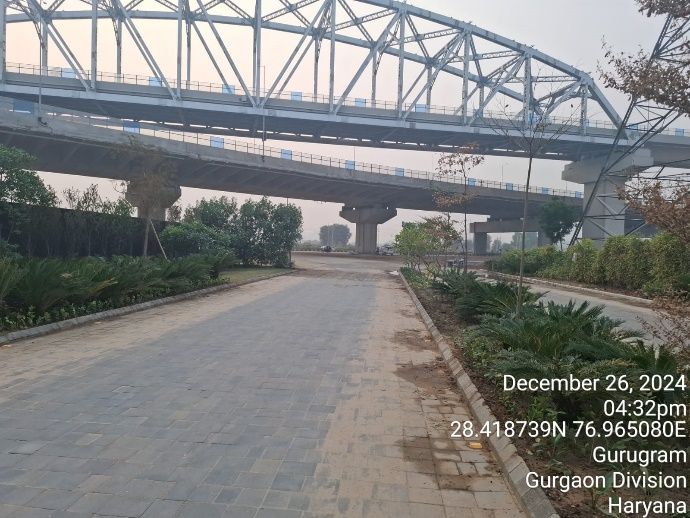 December 26, 2024
04:32pm
28.418739N 76.965080E
Gurugram
Gurgaon Division
Haryana